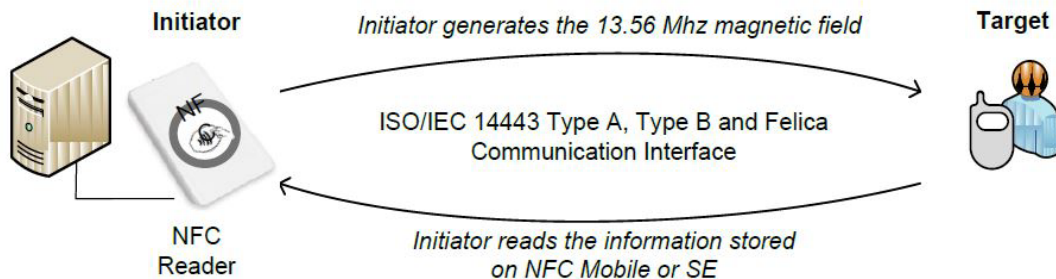 Initiator
Initiator generates the 13.56 Mhz magnetic field
Target
NF
ISO/IEC 14443 Type A, Type B and Felica
Communication Interface
NFC
Reader
Initiator reads the information stored
on NFC Mobile or SE